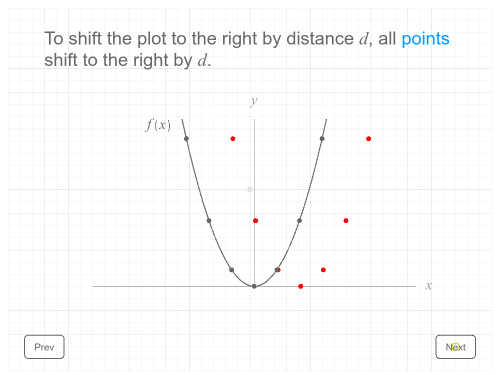 To shift the plot to the right by distance d, all points
shift to the right by d.
y
f(x)
x
Prev
Next